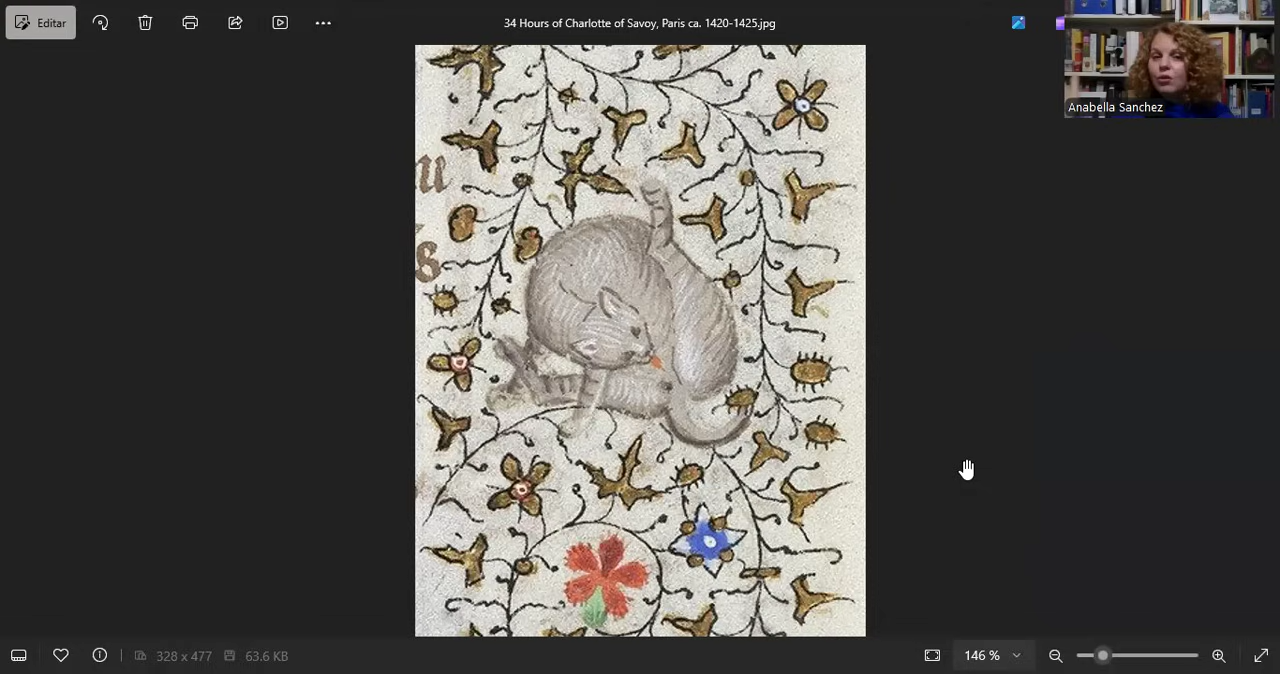 Editar
34 Hours of Charlotte of Savoy, Paris ca. 1420-1425.jpg
Anabella Sanchez
u
s
328 x 477
63.6 KB
146 %